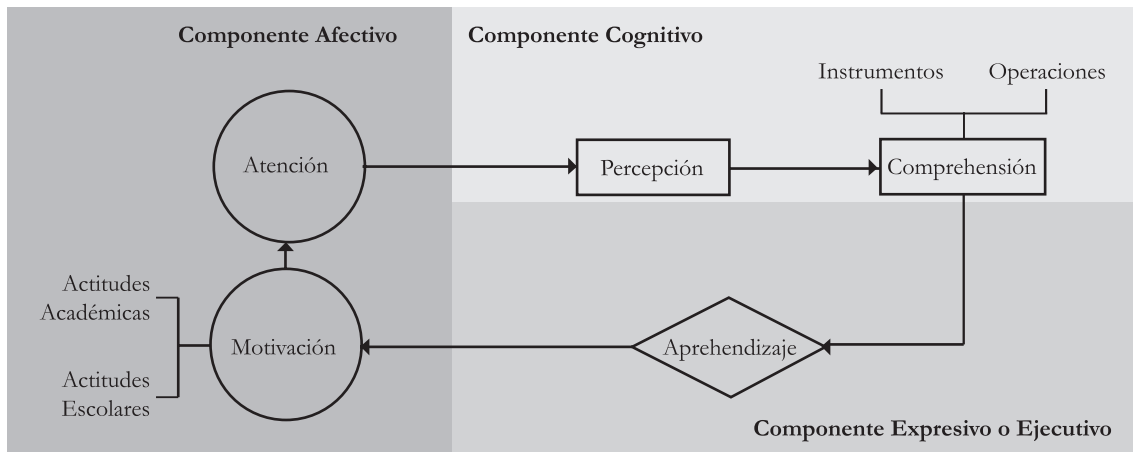 Componente Afectivo
Componente Cognitivo
Instrumentos
Operaciones
Atención
Percepción
Comprehensión
Actitudes
Académicas
Motivación
Aprehendizaje
Actitudes
Escolares
Componente Expresivo o Ejecutivo